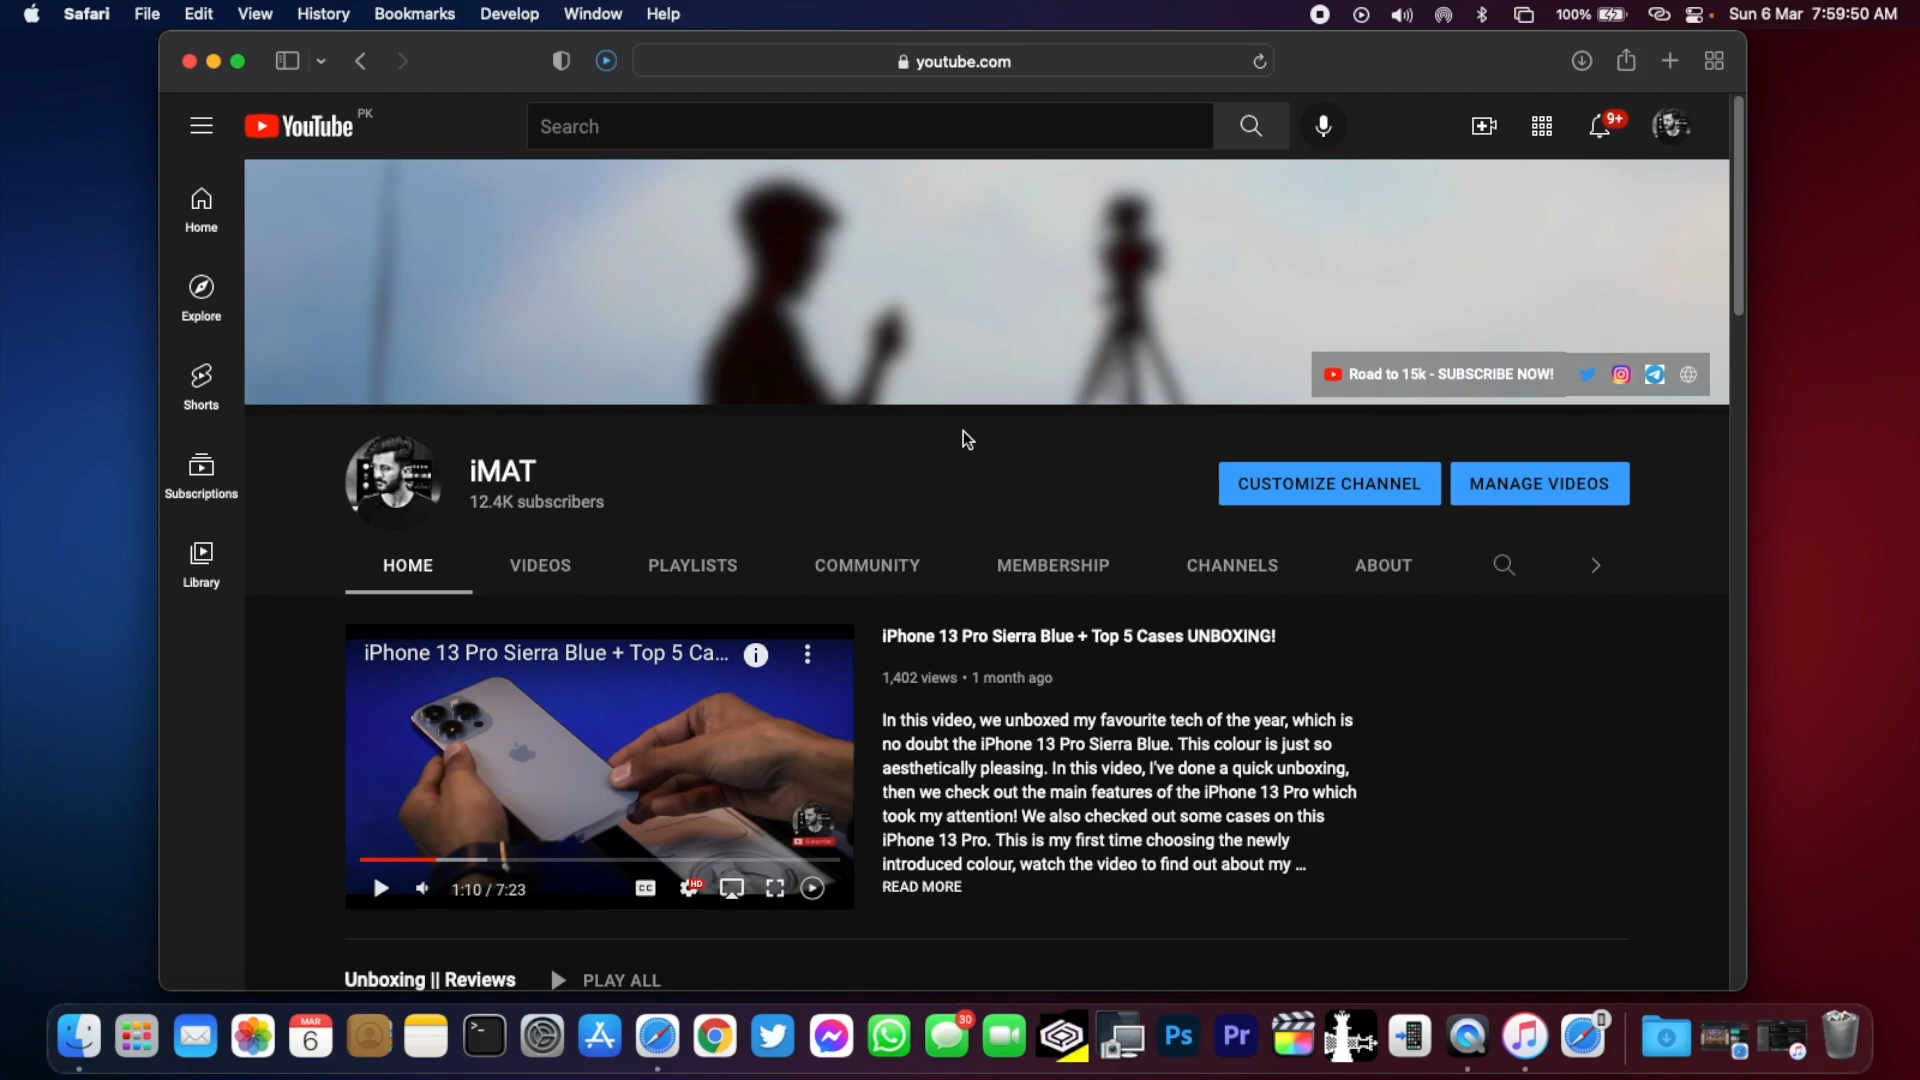 Safari File Edit View History Bookmarks Develop Window Help 100% Sun 6 Mar 7:59:50 AM
youtube.com
YouTube PK
Search
9+
Home
Explore
Shorts
Subscriptions
Library
Road to 15k - SUBSCRIBE NOW!
iMAT
12.4K subscribers
CUSTOMIZE CHANNEL MANAGE VIDEOS
HOME VIDEOS PLAYLISTS COMMUNITY MEMBERSHIP CHANNELS ABOUT
iPhone 13 Pro Sierra Blue + Top 5 Ca...
CC HD
1:10 / 7:23
Subscribe
iPhone 13 Pro Sierra Blue + Top 5 Cases UNBOXING!
1,402 views • 1 month ago
In this video, we unboxed my favourite tech of the year, which is
no doubt the iPhone 13 Pro Sierra Blue. This colour is just so
aesthetically pleasing. In this video, I've done a quick unboxing,
then we check out the main features of the iPhone 13 Pro which
took my attention! We also checked out some cases on this
iPhone 13 Pro. This is my first time choosing the newly
introduced colour, watch the video to find out about my ...
READ MORE
Unboxing || Reviews PLAY ALL
MAR
6
30
Ps
Pr